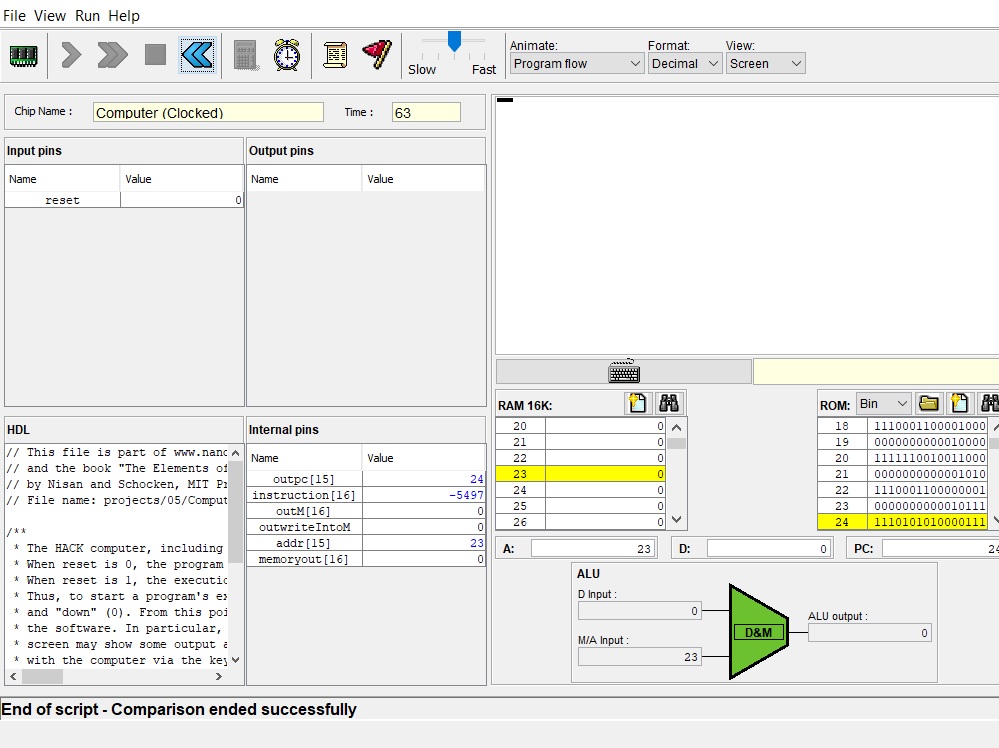 File View Run Help
Slow Fast
Animate: Format: View:
Program flow Decimal Screen
Chip Name : Computer (Clocked) Time : 63
Input pins
Name Value
reset 0
Output pins
Name Value
HDL
// This file is part of www.nand
// and the book "The Elements of
// by Nisan and Schocken, MIT Pr
// File name: projects/05/Comput
/**
* The HACK computer, including
* When reset is 0, the program
* When reset is 1, the executio
* Thus, to start a program's ex
* and "down" (0). From this poi
* the software. In particular,
* screen may show some output a
* with the computer via the key
Internal pins
Name Value
outpc[15] 24
instruction[16] -5497
outM[16] 0
outwriteIntoM 0
addr[15] 23
memoryout[16] 0
RAM 16K:
20 0
21 0
22 0
23 0
24 0
25 0
26 0
ROM: Bin
18 1110001100001000
19 0000000000010000
20 1111110010011000
21 0000000000001010
22 1110001100000001
23 0000000000010111
24 1110101010000111
A: 23 D: 0 PC: 24
ALU
D Input : 0
M/A Input : 23
D&M
ALU output : 0
End of script - Comparison ended successfully